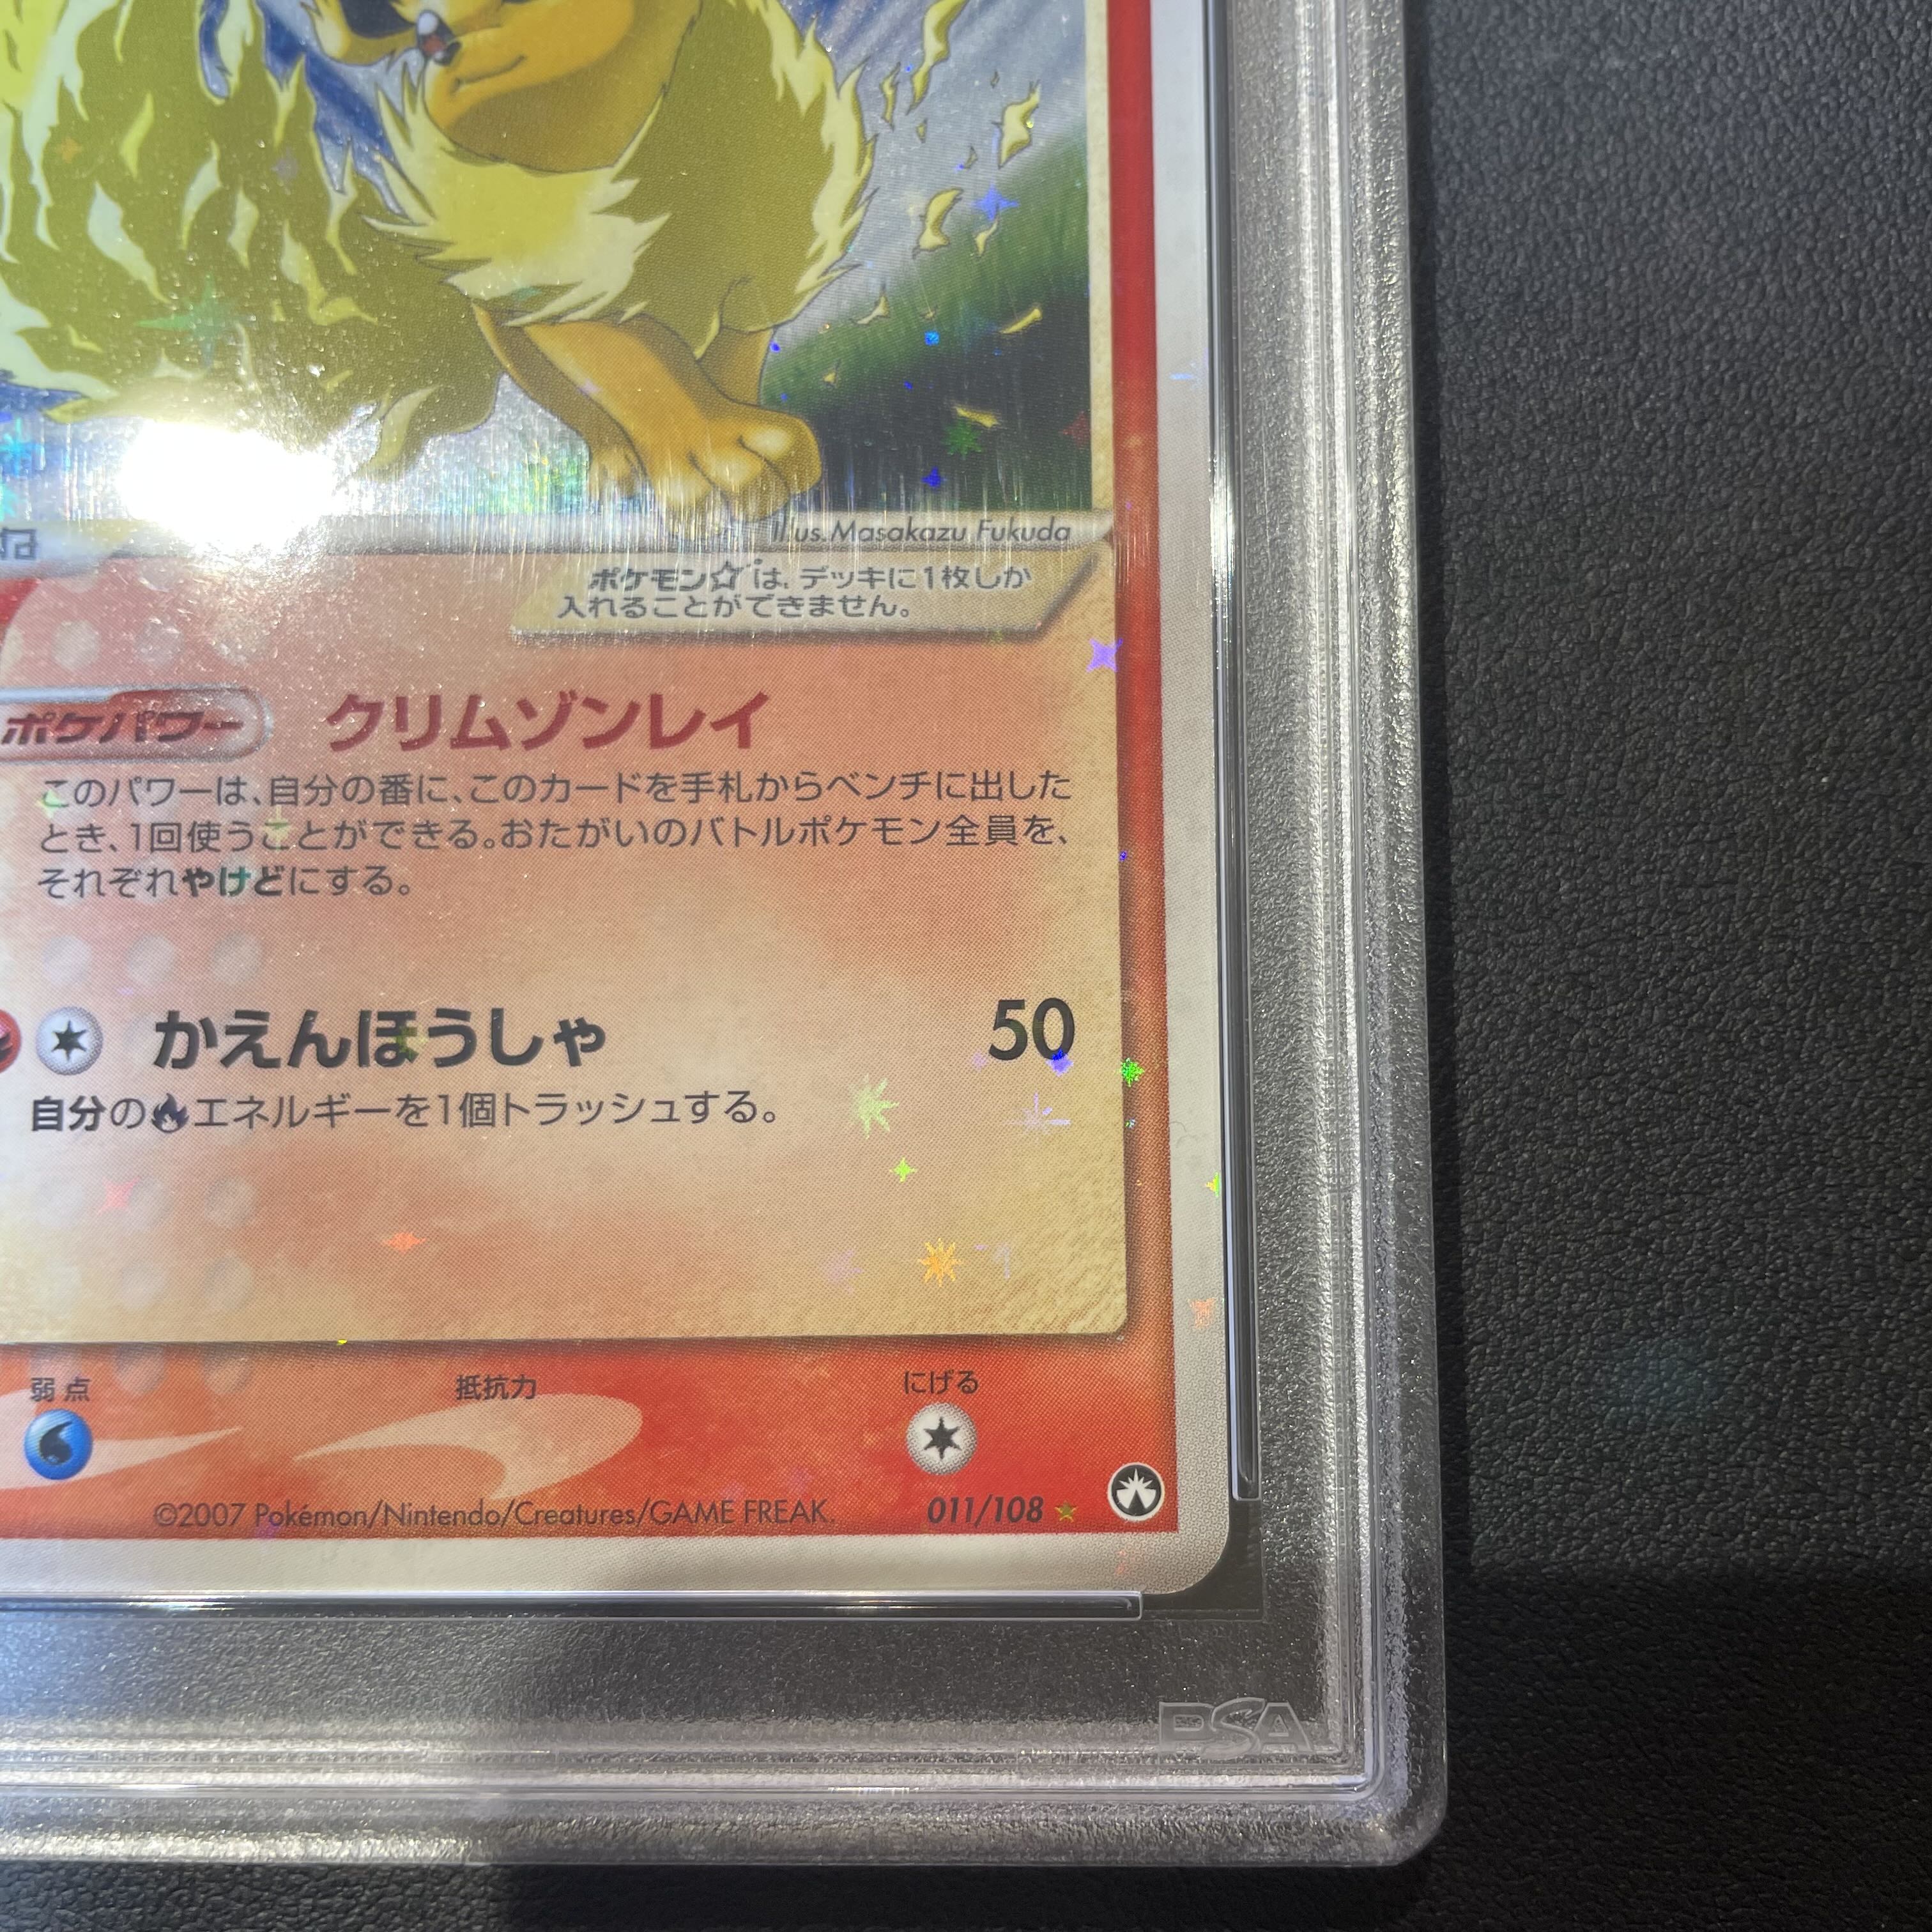 ね
Illus.Masakazu Fukuda
ポケモン☆は、デッキに1枚しか
入れることができません。
ポケパワー クリムゾンレイ
このパワーは、自分の番に、このカードを手札からベンチに出した
とき、1回使うことができる。おたがいのバトルポケモン全員を、
それぞれやけどにする。
かえんほうしゃ 50
自分の🔥エネルギーを1個トラッシュする。
弱点 抵抗力 にげる
©2007 Pokémon/Nintendo/Creatures/GAME FREAK. 011/108 ★
PSA